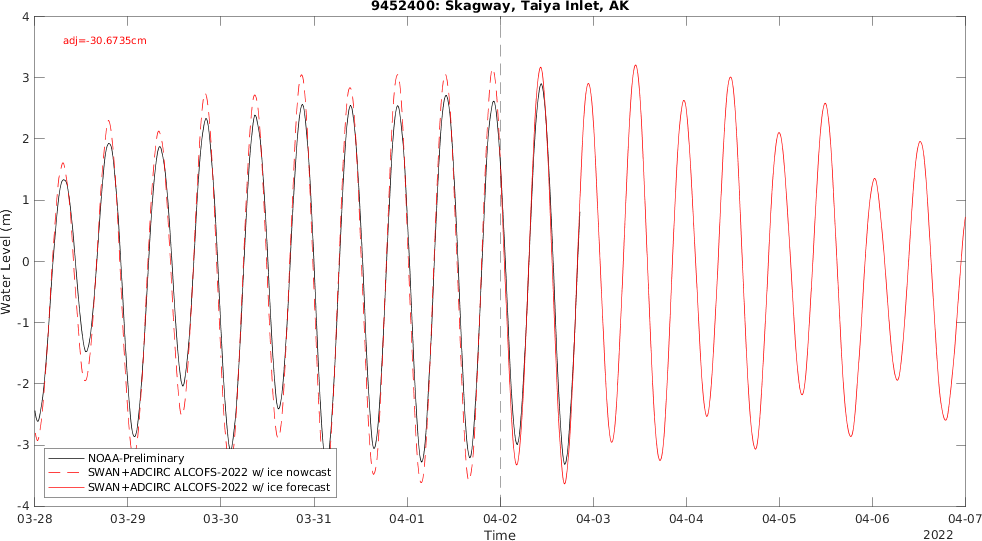 9452400: Skagway, Taiya Inlet, AK
adj=-30.6735cm
Water Level (m)
4
3
2
1
0
-1
-2
-3
-4
NOAA-Preliminary
SWAN+ADCIRC ALCOFS-2022 w/ ice nowcast
SWAN+ADCIRC ALCOFS-2022 w/ ice forecast
03-28 03-29 03-30 03-31 04-01 04-02 04-03 04-04 04-05 04-06 04-07
Time
2022